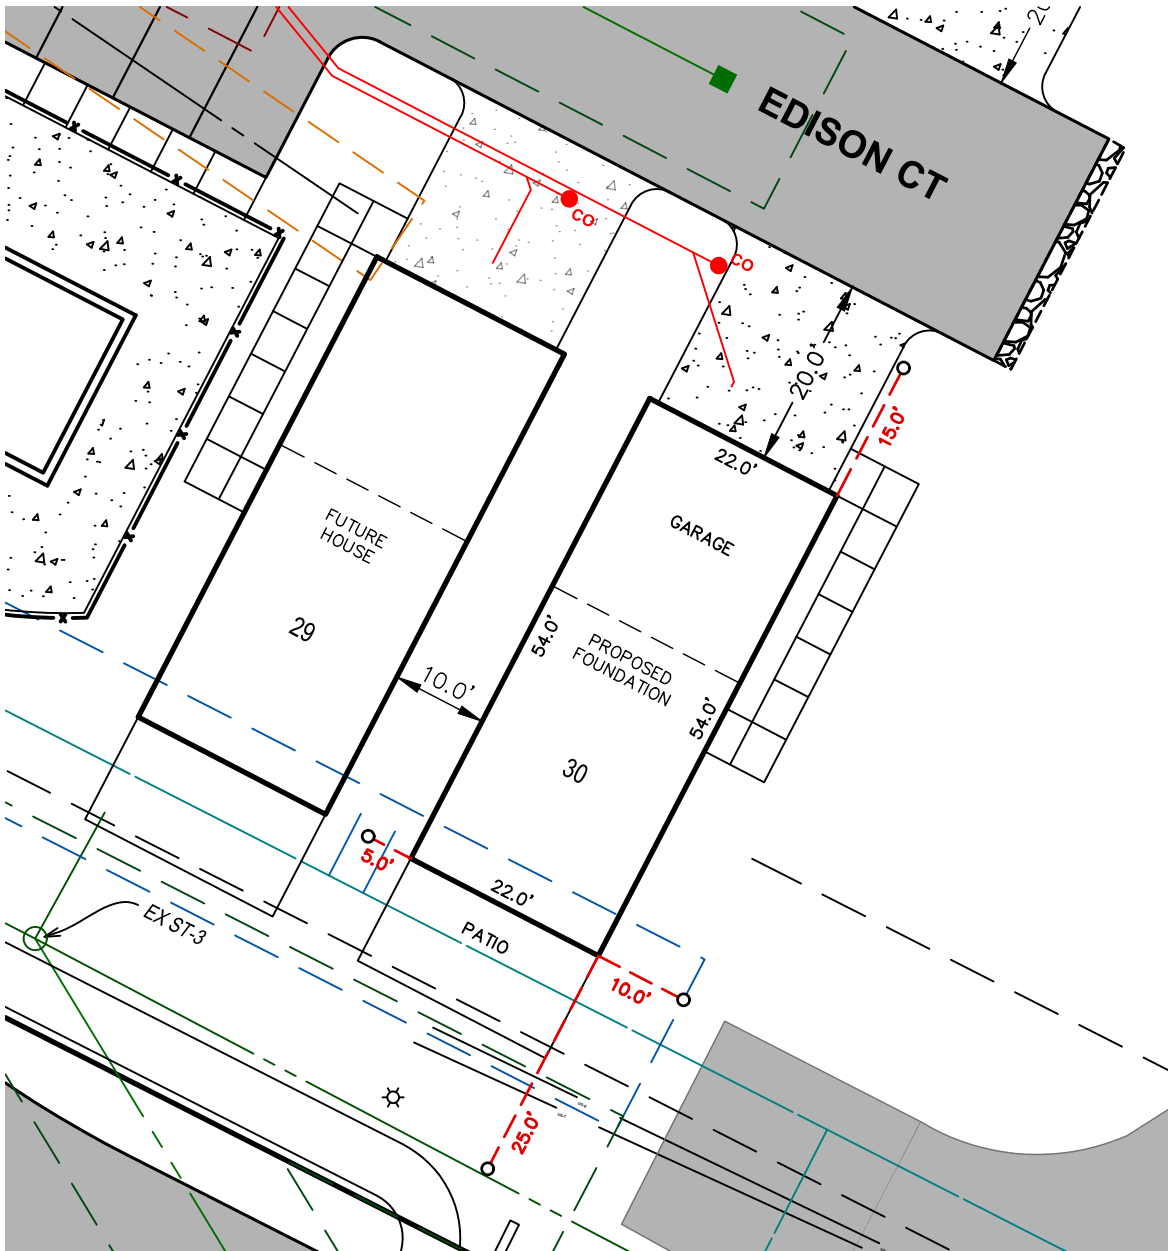 20
EDISON CT
CO
CO
20.0'
15.0'
22.0'
GARAGE
FUTURE
HOUSE
29
54.0'
PROPOSED
FOUNDATION
54.0'
10.0'
30
5.0'
22.0'
PATIO
EX ST-3
10.0'
25.0'